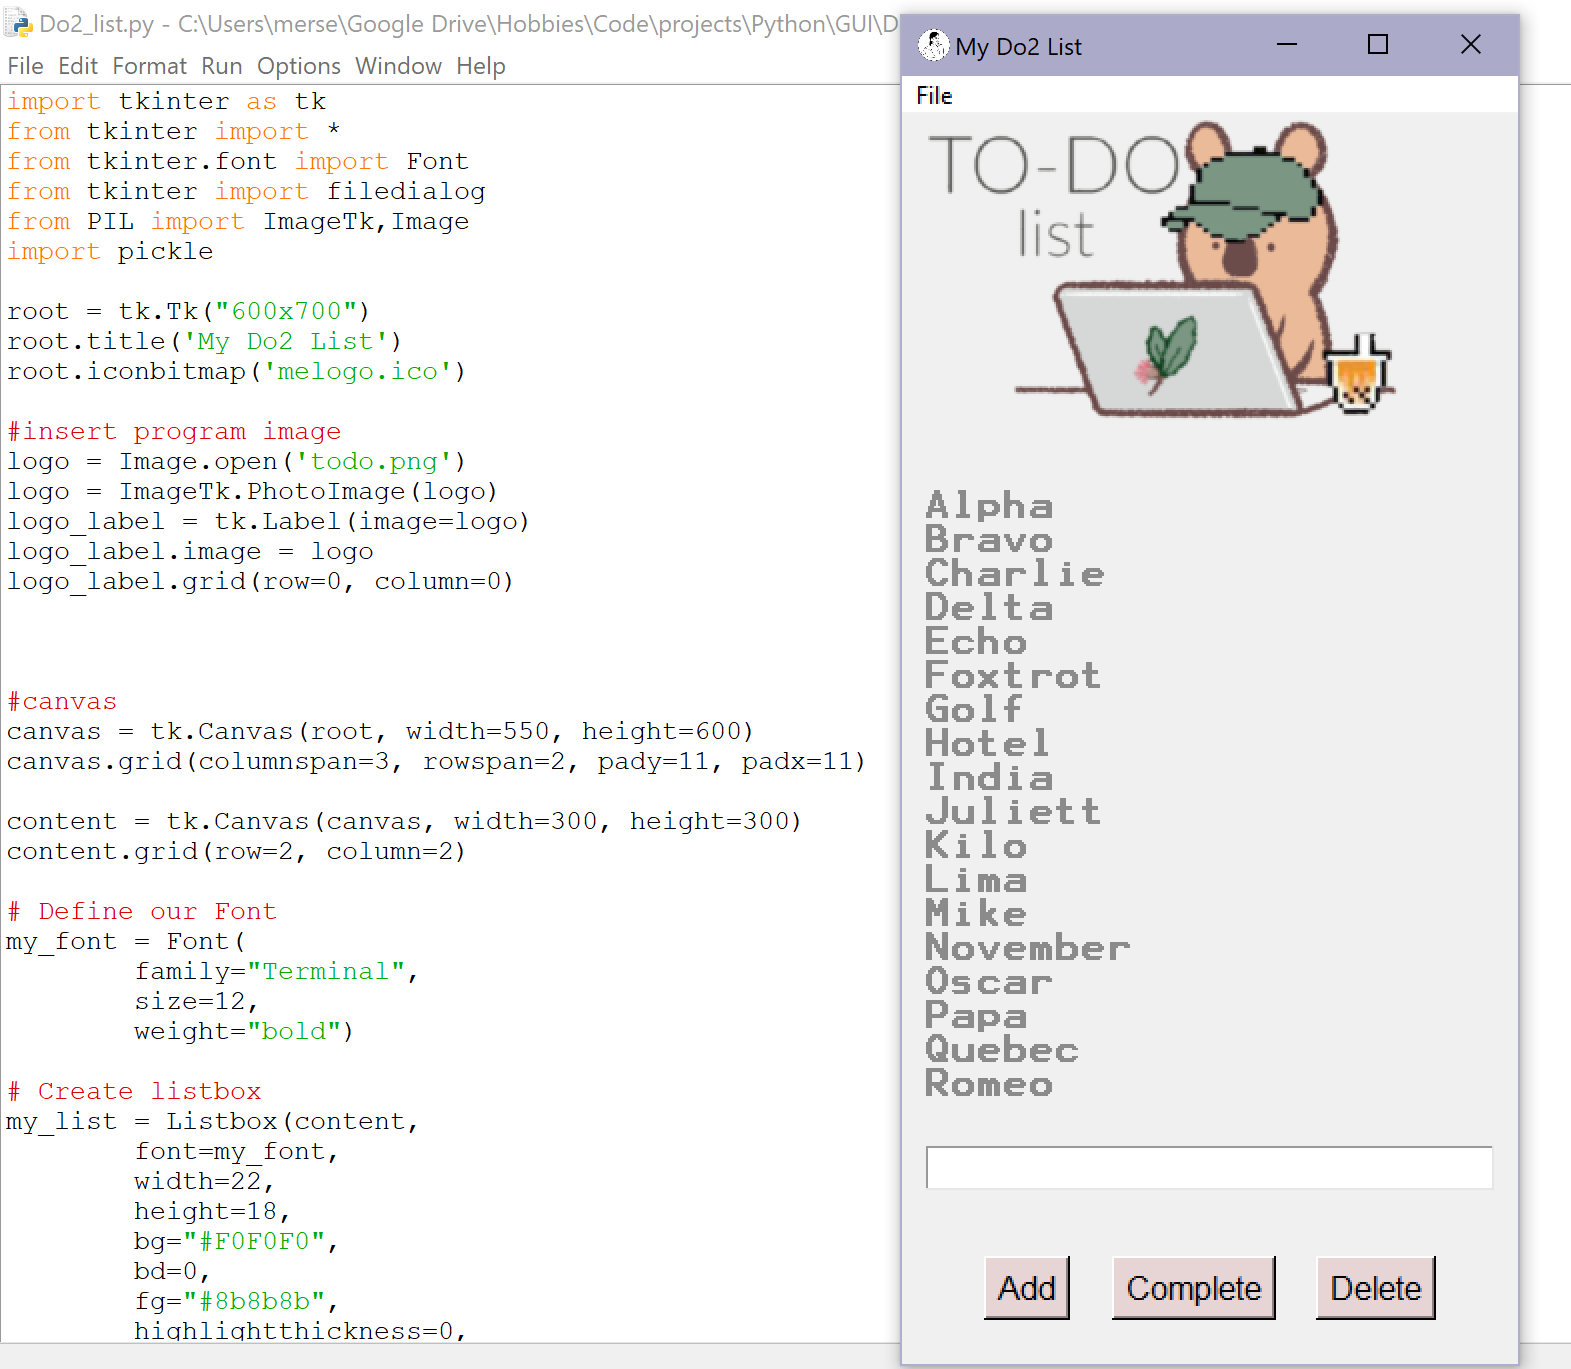 Do2_list.py - C:\Users\merse\Google Drive\Hobbies\Code\projects\Python\GUI\D
File Edit Format Run Options Window Help
import tkinter as tk
from tkinter import *
from tkinter.font import Font
from tkinter import filedialog
from PIL import ImageTk,Image
import pickle
root = tk.Tk("600x700")
root.title('My Do2 List')
root.iconbitmap('melogo.ico')
#insert program image
logo = Image.open('todo.png')
logo = ImageTk.PhotoImage(logo)
logo_label = tk.Label(image=logo)
logo_label.image = logo
logo_label.grid(row=0, column=0)
#canvas
canvas = tk.Canvas(root, width=550, height=600)
canvas.grid(columnspan=3, rowspan=2, pady=11, padx=11)
content = tk.Canvas(canvas, width=300, height=300)
content.grid(row=2, column=2)
# Define our Font
my_font = Font(
family="Terminal",
size=12,
weight="bold")
# Create listbox
my_list = Listbox(content,
font=my_font,
width=22,
height=18,
bg="#F0F0F0",
bd=0,
fg="#8b8b8b",
highlightthickness=0,
My Do2 List
File
TO-DO
list
Alpha
Bravo
Charlie
Delta
Echo
Foxtrot
Golf
Hotel
India
Juliett
Kilo
Lima
Mike
November
Oscar
Papa
Quebec
Romeo
Add Complete Delete